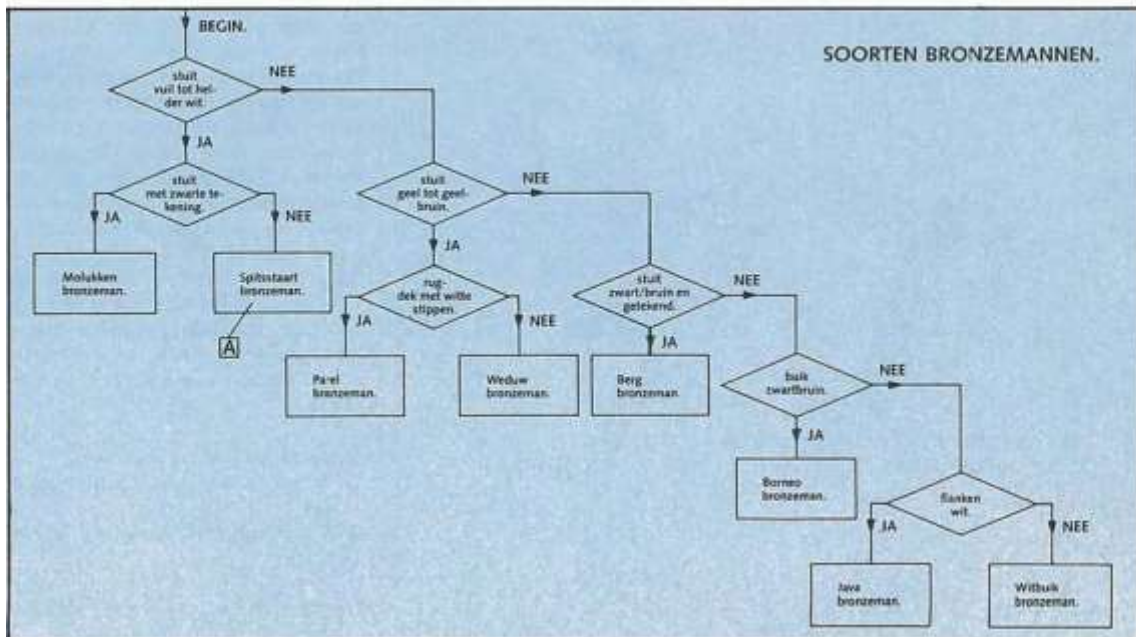 BEGIN.
SOORTEN BRONZEMANNEN.
stuit
vuil tot hel-
der wit.
NEE
JA
stuit
met zwarte te-
kening.
JA
NEE
stuit
geel tot geel-
bruin.
NEE
JA
Molukken
bronzeman.
Spitsstaart
bronzeman.
A
rug-
dek met witte
stippen.
JA
NEE
stuit
zwart/bruin en
getekend.
NEE
JA
Pa-el
bronzeman.
Weduw
bronzeman.
Berg
bronzeman.
buik
zwartbruin.
NEE
JA
Borneo
bronzeman.
flanken
wit.
JA
NEE
Java
bronzeman.
Witbuik
bronzeman.